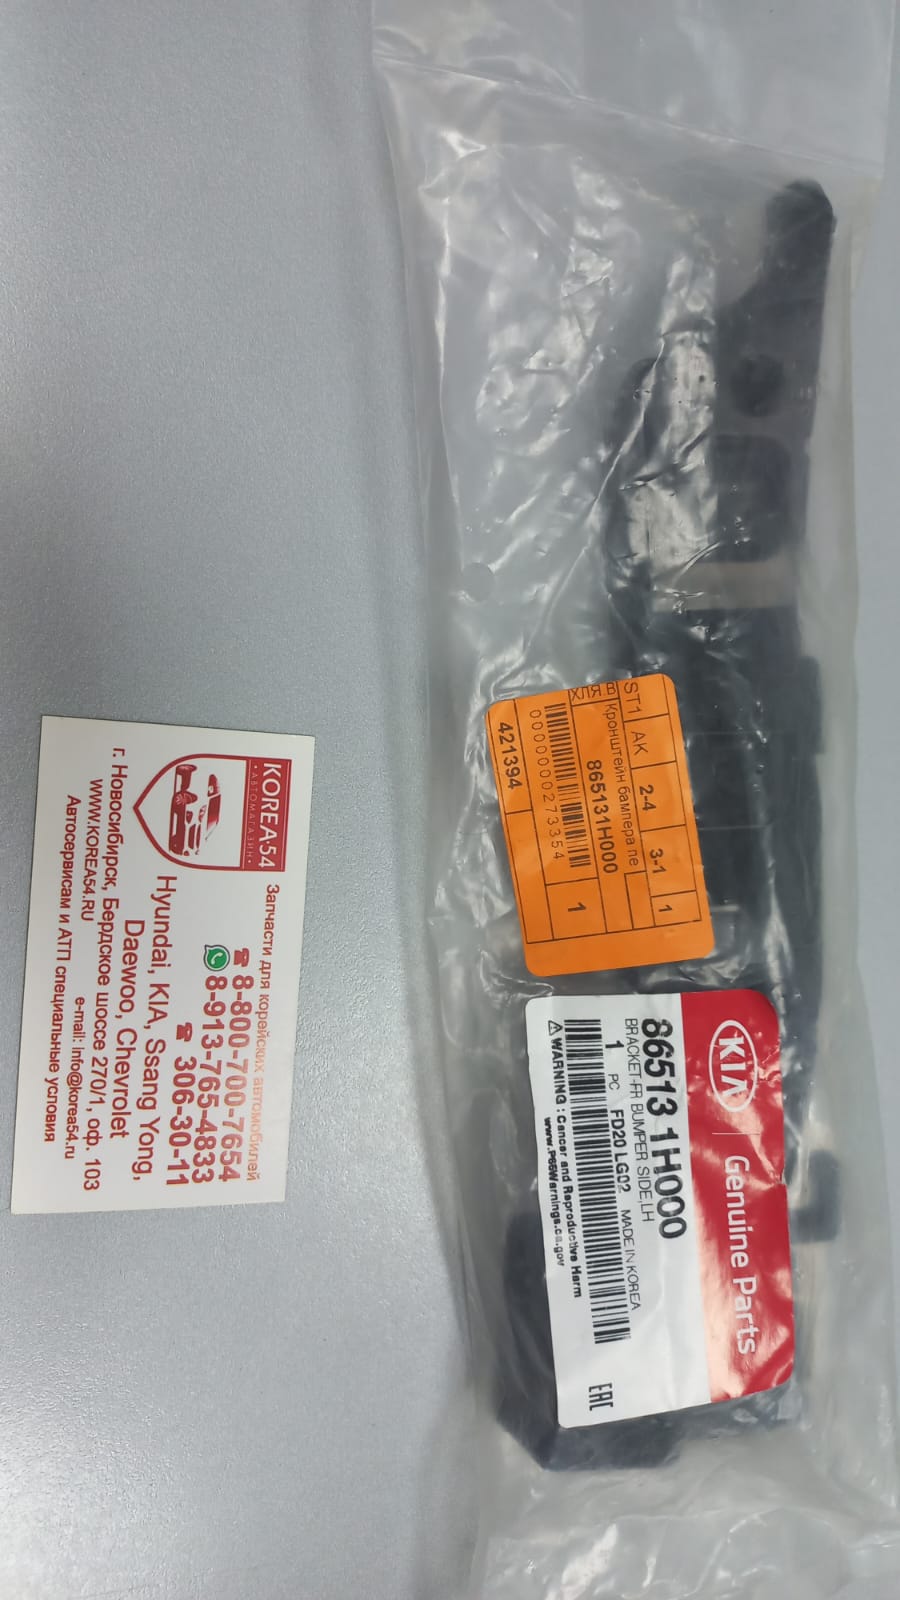 KOREA54
•АВТОМАГАЗИН•
Запчасти для корейских автомобилей
8-800-700-7654
8-913-765-4833
306-30-11
Hyundai, KIA, Ssang Yong,
Daewoo, Chevrolet
г. Новосибирск, Бердское шоссе 270/1, оф. 103
WWW.KOREA54.RU e-mail: info@korea54.ru
Автосервисам и АТП специальные условия
ST1 АК 2-4 3-1 1
Кронштейн бампера пе
865131H000
0000000273354
1
421394
KIA Genuine Parts
86513 1H000
BRACKET-FR BUMPER SIDE,LH
1 PC FD20 LG02 MADE IN KOREA
⚠WARNING : Cancer and Reproductive Harm
www.P65Warnings.ca.gov
EAC